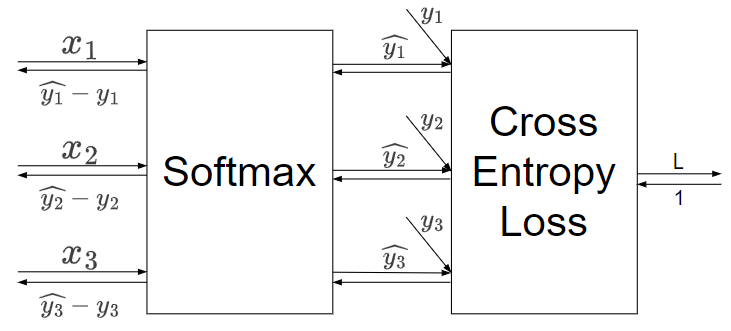 x₁
ŷ₁ − y₁
x₂
ŷ₂ − y₂
x₃
ŷ₃ − y₃
Softmax
y₁
ŷ₁
y₂
ŷ₂
y₃
ŷ₃
Cross
Entropy
Loss
L
1